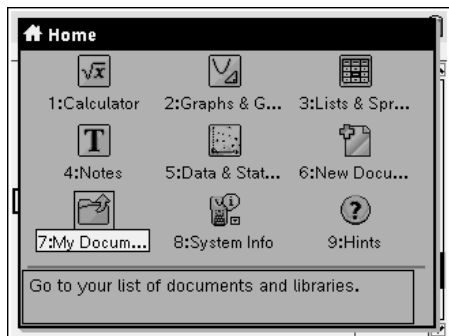 Home
1:Calculator 2:Graphs & G... 3:Lists & Spr...
4:Notes 5:Data & Stat... 6:New Docu...
7:My Docum... 8:System Info 9:Hints
Go to your list of documents and libraries.